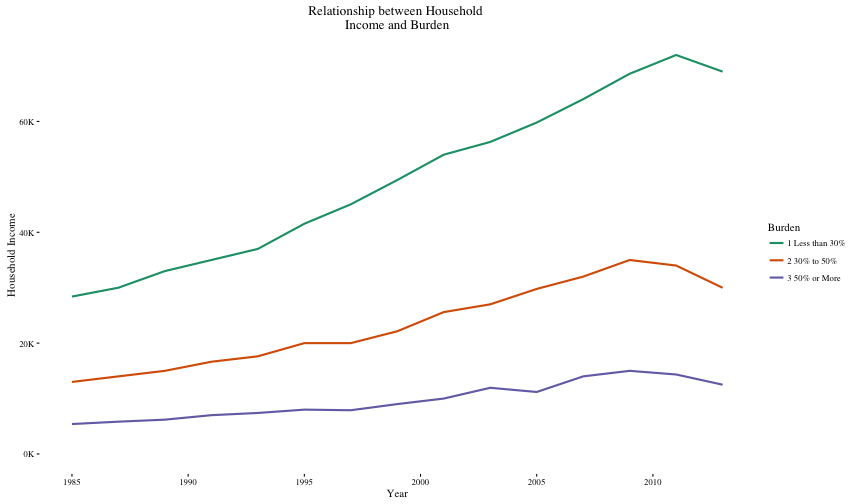 Relationship between Household
Income and Burden
Household Income
60K
40K
20K
0K
1985
1990
1995
2000
2005
2010
Year
Burden
1 Less than 30%
2 30% to 50%
3 50% or More